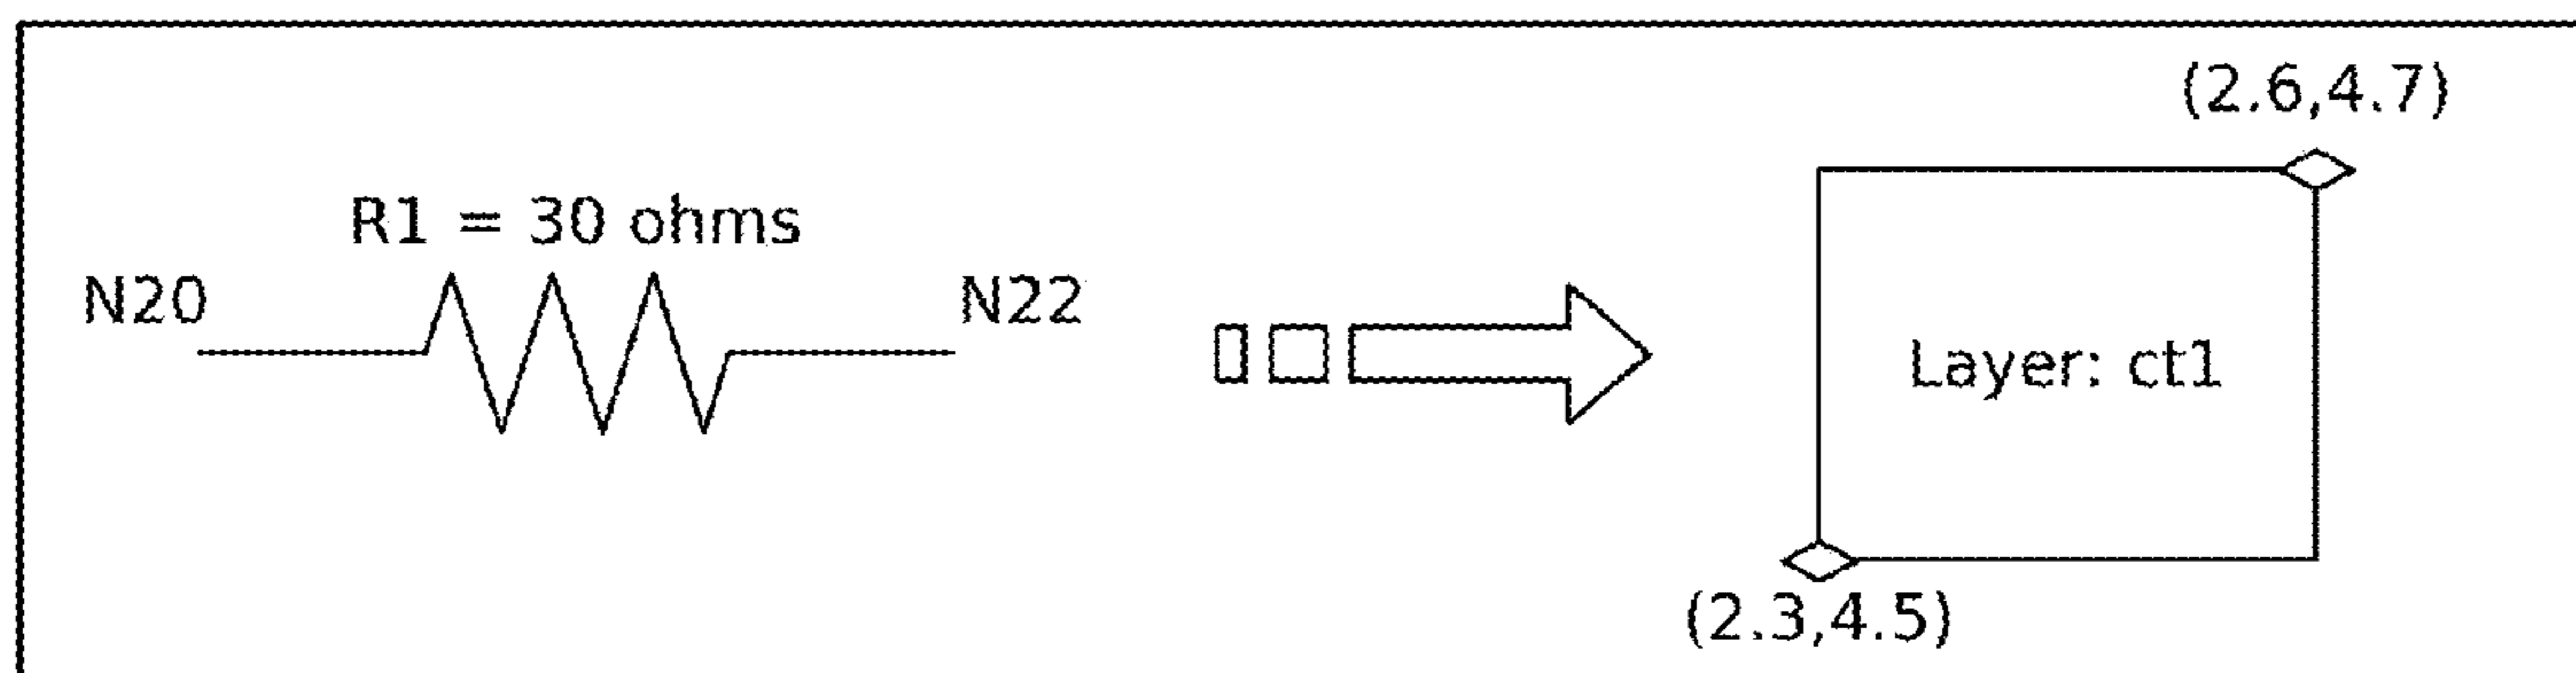 (2.6,4.7)
R1 = 30 ohms
N20
N22
Layer: ct1
(2.3,4.5)